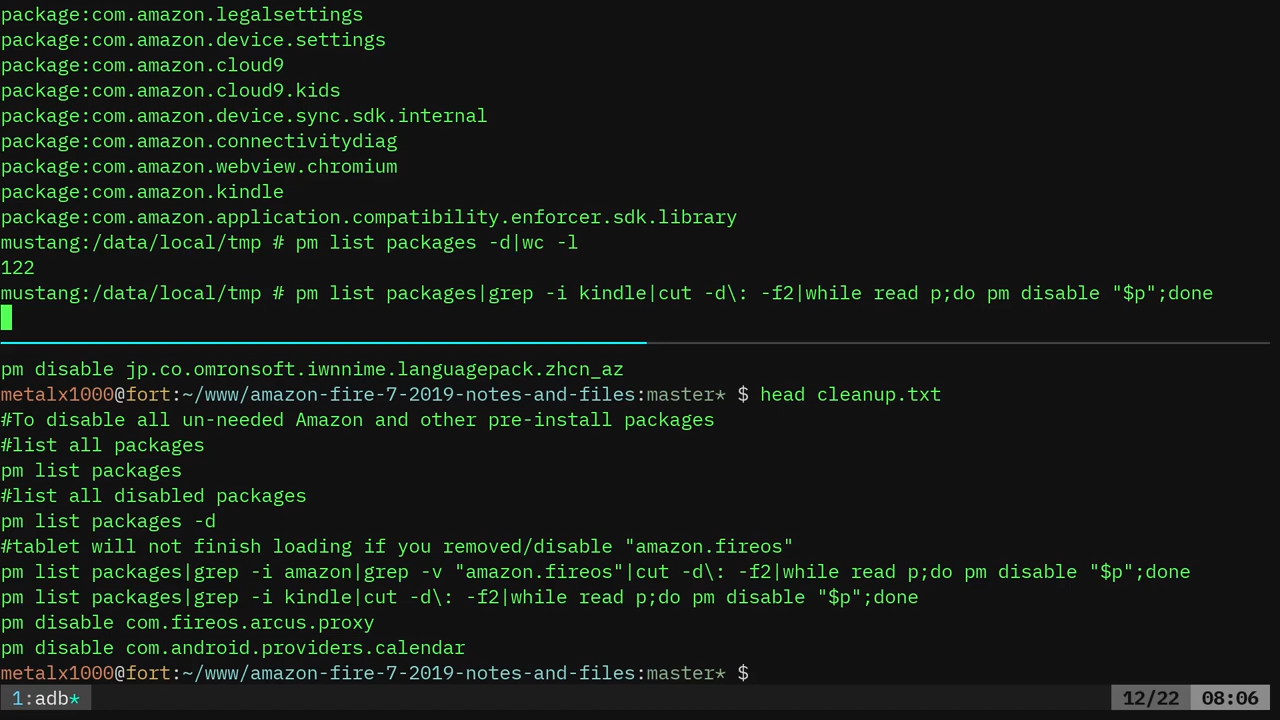 package:com.amazon.legalsettings
package:com.amazon.device.settings
package:com.amazon.cloud9
package:com.amazon.cloud9.kids
package:com.amazon.device.sync.sdk.internal
package:com.amazon.connectivitydiag
package:com.amazon.webview.chromium
package:com.amazon.kindle
package:com.amazon.application.compatibility.enforcer.sdk.library
mustang:/data/local/tmp # pm list packages -d|wc -l
122
mustang:/data/local/tmp # pm list packages|grep -i kindle|cut -d\: -f2|while read p;do pm disable "$p";done
pm disable jp.co.omronsoft.iwnnime.languagepack.zhcn_az
metalx1000@fort:~/www/amazon-fire-7-2019-notes-and-files:master* $ head cleanup.txt
#To disable all un-needed Amazon and other pre-install packages
#list all packages
pm list packages
#list all disabled packages
pm list packages -d
#tablet will not finish loading if you removed/disable "amazon.fireos"
pm list packages|grep -i amazon|grep -v "amazon.fireos"|cut -d\: -f2|while read p;do pm disable "$p";done
pm list packages|grep -i kindle|cut -d\: -f2|while read p;do pm disable "$p";done
pm disable com.fireos.arcus.proxy
pm disable com.android.providers.calendar
metalx1000@fort:~/www/amazon-fire-7-2019-notes-and-files:master* $
1:adb* 12/22 08:06